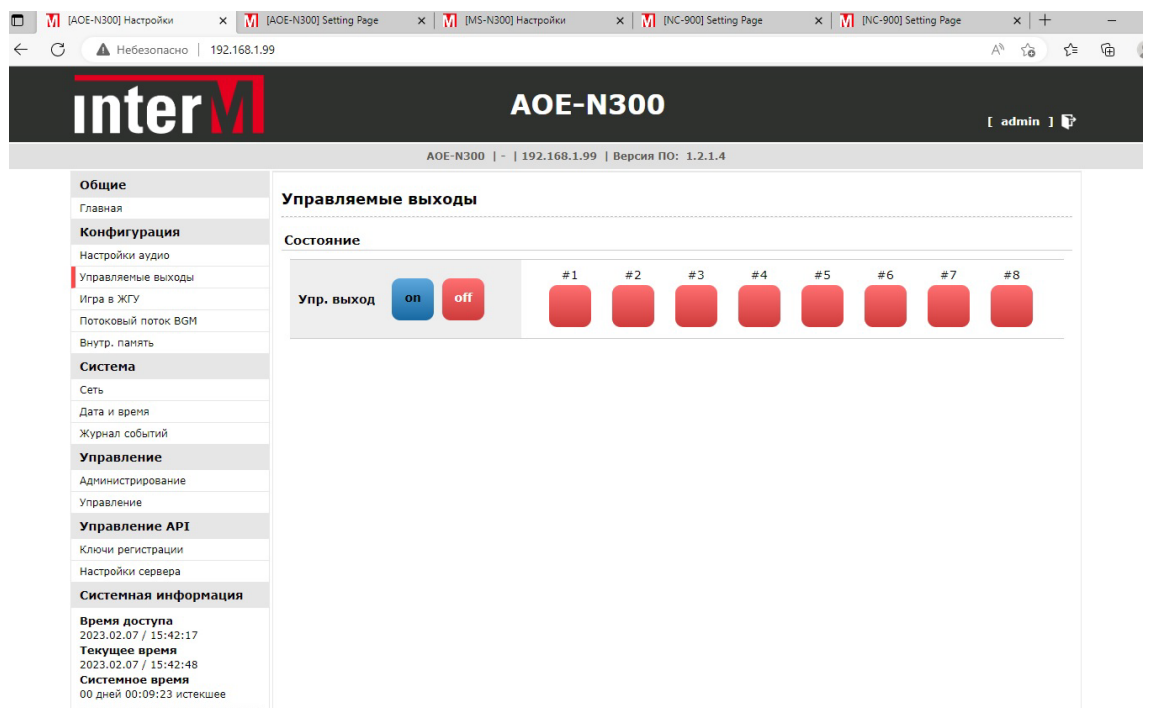 [AOE-N300] Настройки
[AOE-N300] Setting Page
[MS-N300] Настройки
[NC-900] Setting Page
[NC-900] Setting Page
Небезопасно | 192.168.1.99
interM
AOE-N300
[ admin ]
AOE-N300 | - | 192.168.1.99 | Версия ПО: 1.2.1.4
Общие
Главная
Конфигурация
Настройки аудио
Управляемые выходы
Игра в ЖГУ
Потоковый поток BGM
Внутр. память
Система
Сеть
Дата и время
Журнал событий
Управление
Администрирование
Управление
Управление API
Ключи регистрации
Настройки сервера
Системная информация
Время доступа
2023.02.07 / 15:42:17
Текущее время
2023.02.07 / 15:42:48
Системное время
00 дней 00:09:23 истекшее
Управляемые выходы
Состояние
#1 #2 #3 #4 #5 #6 #7 #8
Упр. выход on off